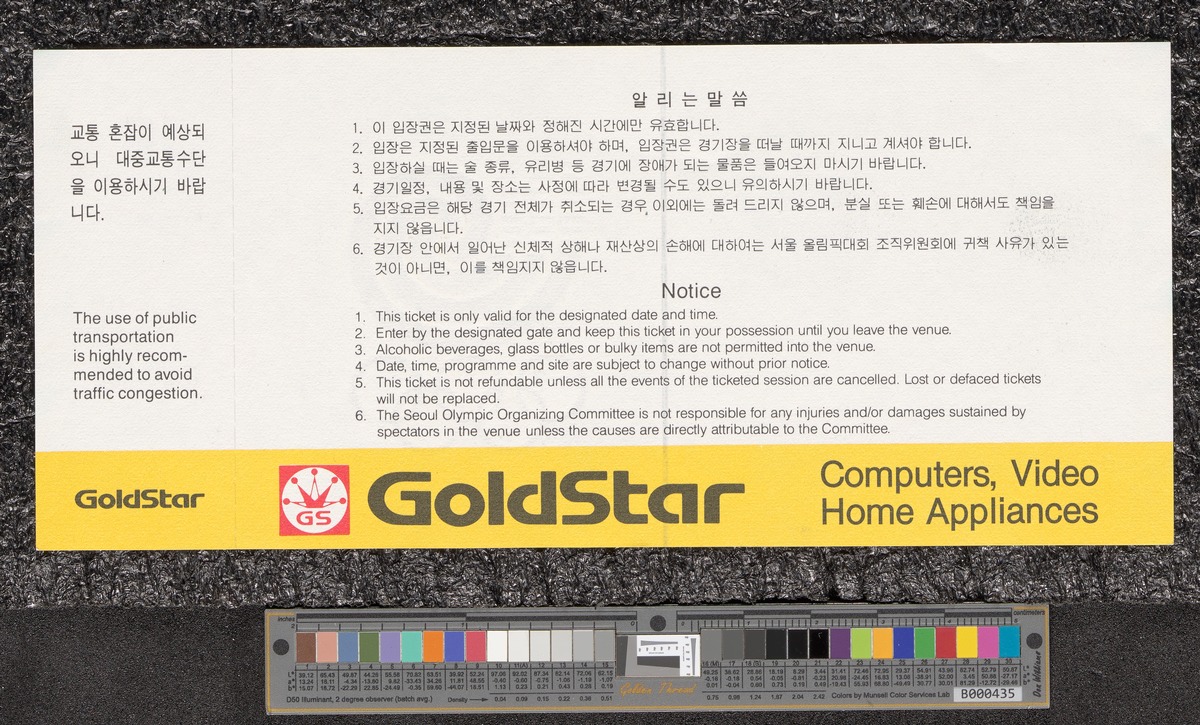 교통 혼잡이 예상되
오니 대중교통수단
을 이용하시기 바랍
니다.
The use of public
transportation
is highly recom-
mended to avoid
traffic congestion.
알 리 는 말 씀
1. 이 입장권은 지정된 날짜와 정해진 시간에만 유효합니다.
2. 입장은 지정된 출입문을 이용하셔야 하며, 입장권은 경기장을 떠날 때까지 지니고 계셔야 합니다.
3. 입장하실 때는 술 종류, 유리병 등 경기에 장애가 되는 물품은 들여오지 마시기 바랍니다.
4. 경기일정, 내용 및 장소는 사정에 따라 변경될 수도 있으니 유의하시기 바랍니다.
5. 입장요금은 해당 경기 전체가 취소되는 경우 이외에는 돌려 드리지 않으며, 분실 또는 훼손에 대해서도 책임을
지지 않읍니다.
6. 경기장 안에서 일어난 신체적 상해나 재산상의 손해에 대하여는 서울 올림픽대회 조직위원회에 귀책 사유가 있는
것이 아니면, 이를 책임지지 않읍니다.
Notice
1. This ticket is only valid for the designated date and time.
2. Enter by the designated gate and keep this ticket in your possession until you leave the venue.
3. Alcoholic beverages, glass bottles or bulky items are not permitted into the venue.
4. Date, time, programme and site are subject to change without prior notice.
5. This ticket is not refundable unless all the events of the ticketed session are cancelled. Lost or defaced tickets
will not be replaced.
6. The Seoul Olympic Organizing Committee is not responsible for any injuries and/or damages sustained by
spectators in the venue unless the causes are directly attributable to the Committee.
GoldStar
GS
GoldStar
Computers, Video
Home Appliances
inches
centimeters
D50 Illuminant, 2 degree observer (batch avg.)
Density
Golden Thread
Colors by Munsell Color Services Lab
B000435